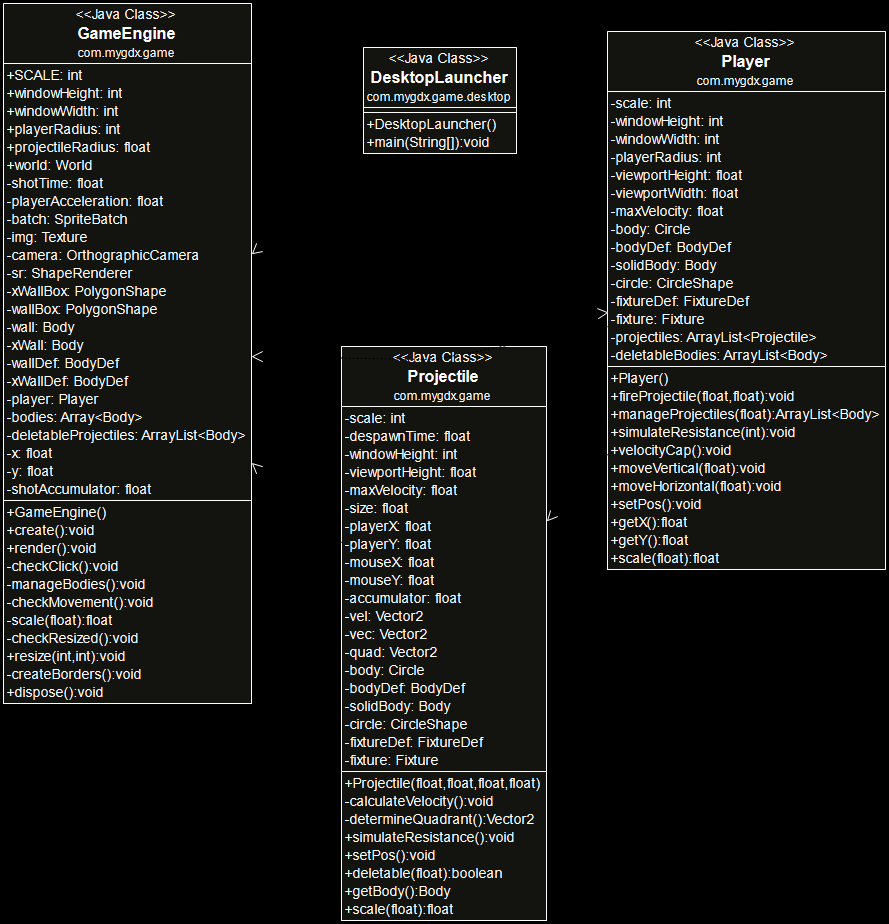 <<Java Class>>
GameEngine
com.mygdx.game
+SCALE: int
+windowHeight: int
+windowWidth: int
+playerRadius: int
+projectileRadius: float
+world: World
-shotTime: float
-playerAcceleration: float
-batch: SpriteBatch
-img: Texture
-camera: OrthographicCamera
-sr: ShapeRenderer
-xWallBox: PolygonShape
-wallBox: PolygonShape
-wall: Body
-xWall: Body
-wallDef: BodyDef
-xWallDef: BodyDef
-player: Player
-bodies: Array<Body>
-deletableProjectiles: ArrayList<Body>
-x: float
-y: float
-shotAccumulator: float
+GameEngine()
+create():void
+render():void
-checkClick():void
-manageBodies():void
-checkMovement():void
-scale(float):float
-checkResized():void
+resize(int,int):void
-createBorders():void
+dispose():void
<<Java Class>>
DesktopLauncher
com.mygdx.game.desktop
+DesktopLauncher()
+main(String[]):void
<<Java Class>>
Projectile
com.mygdx.game
-scale: int
-despawnTime: float
-windowHeight: int
-viewportHeight: float
-maxVelocity: float
-size: float
-playerX: float
-playerY: float
-mouseX: float
-mouseY: float
-accumulator: float
-vel: Vector2
-vec: Vector2
-quad: Vector2
-body: Circle
-bodyDef: BodyDef
-solidBody: Body
-circle: CircleShape
-fixtureDef: FixtureDef
-fixture: Fixture
+Projectile(float,float,float,float)
-calculateVelocity():void
-determineQuadrant():Vector2
+simulateResistance():void
+setPos():void
+deletable(float):boolean
+getBody():Body
+scale(float):float
<<Java Class>>
Player
com.mygdx.game
-scale: int
-windowHeight: int
-windowWidth: int
-playerRadius: int
-viewportHeight: float
-viewportWidth: float
-maxVelocity: float
-body: Circle
-bodyDef: BodyDef
-solidBody: Body
-circle: CircleShape
-fixtureDef: FixtureDef
-fixture: Fixture
-projectiles: ArrayList<Projectile>
-deletableBodies: ArrayList<Body>
+Player()
+fireProjectile(float,float):void
+manageProjectiles(float):ArrayList<Body>
+simulateResistance(int):void
+velocityCap():void
+moveVertical(float):void
+moveHorizontal(float):void
+setPos():void
+getX():float
+getY():float
+scale(float):float